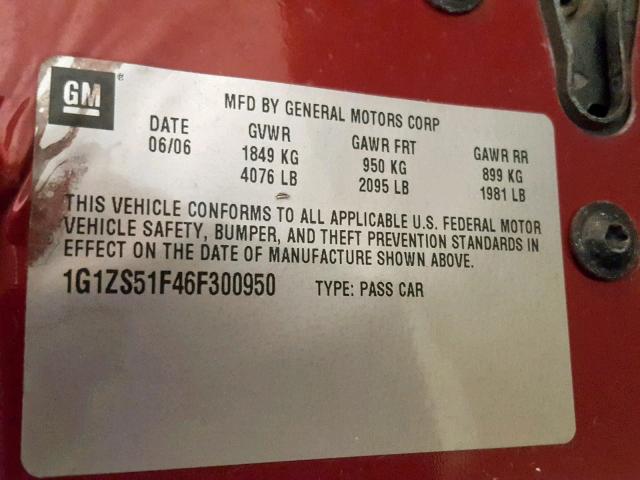 GM®
MFD BY GENERAL MOTORS CORP
DATE GVWR GAWR FRT GAWR RR
06/06 1849 KG 950 KG 899 KG
4076 LB 2095 LB 1981 LB
THIS VEHICLE CONFORMS TO ALL APPLICABLE U.S. FEDERAL MOTOR
VEHICLE SAFETY, BUMPER, AND THEFT PREVENTION STANDARDS IN
EFFECT ON THE DATE OF MANUFACTURE SHOWN ABOVE.
1G1ZS51F46F300950 TYPE: PASS CAR